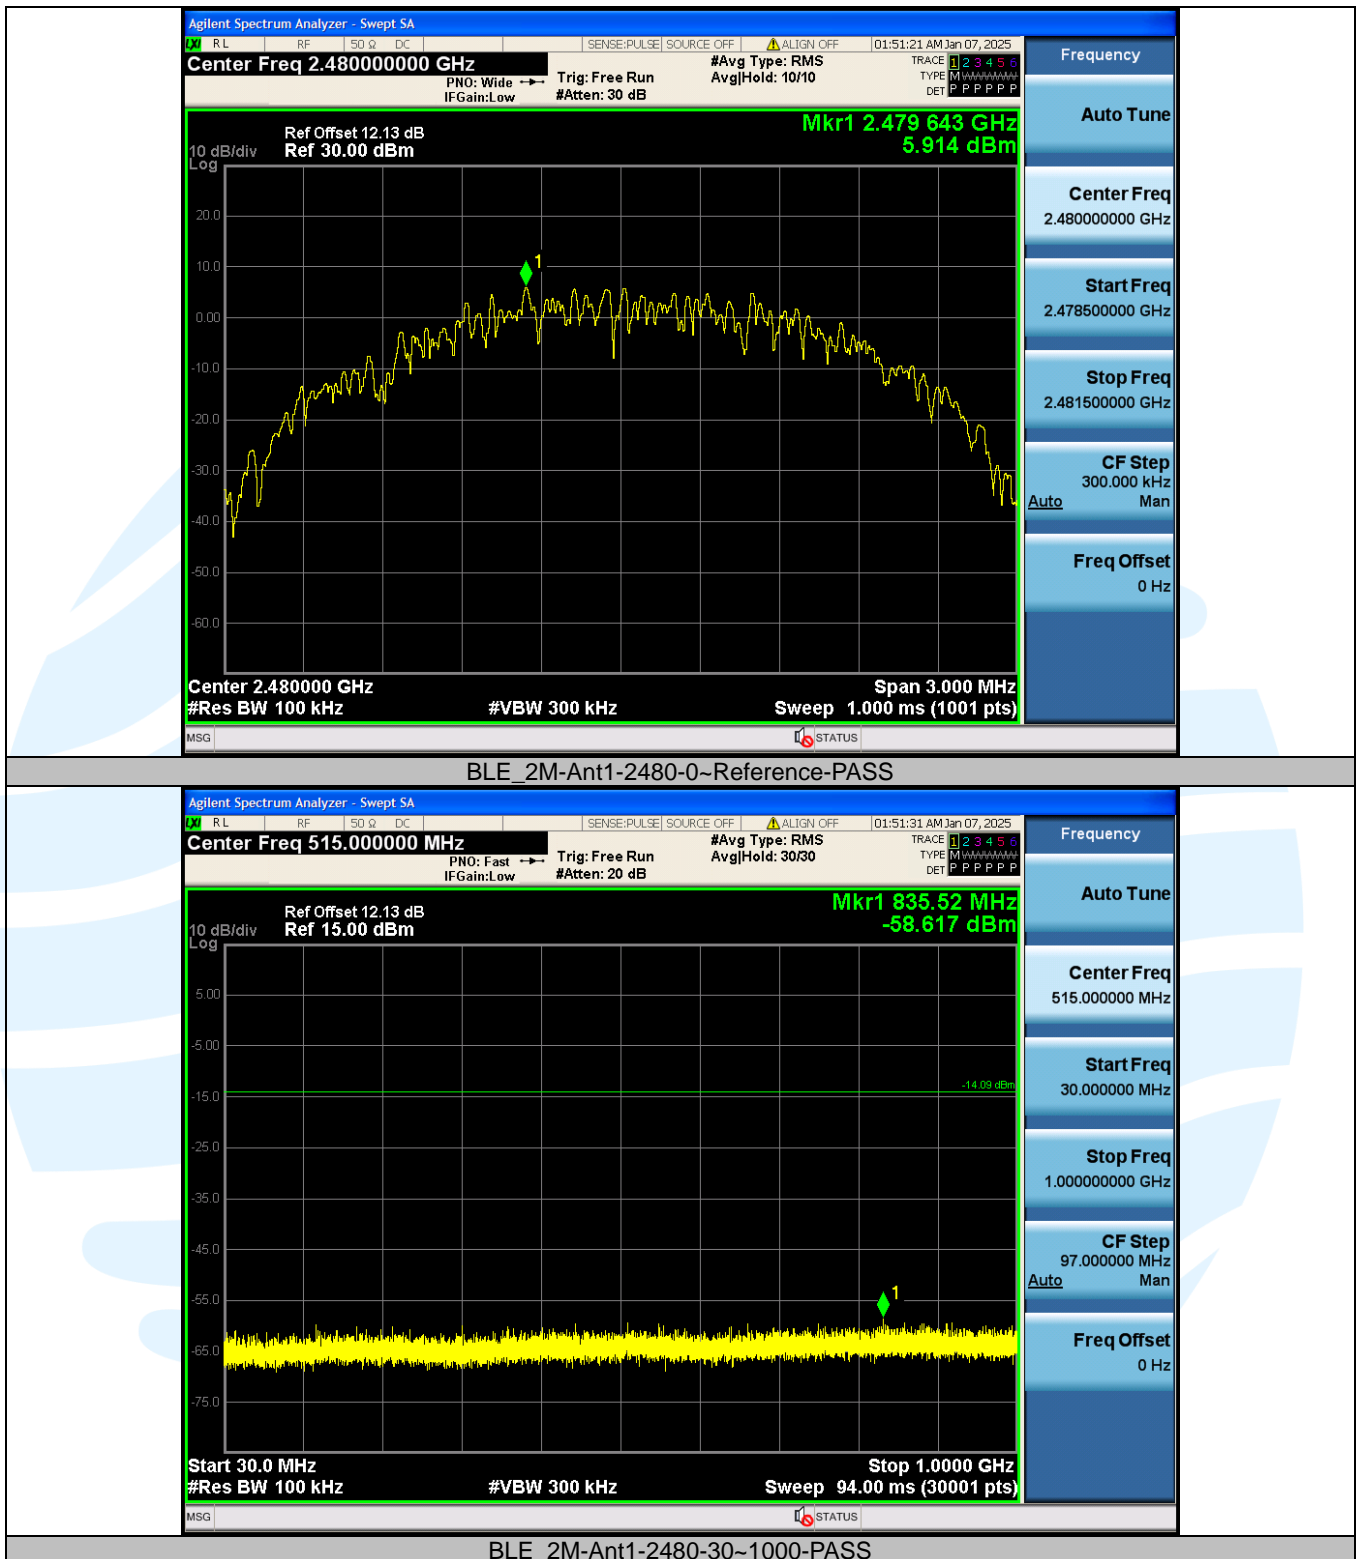 Agilent Spectrum Analyzer - Swept SA
LXI RL RF 50 Ω DC SENSE:PULSE SOURCE OFF ALIGN OFF 01:51:21 AM Jan 07, 2025
Center Freq 2.480000000 GHz
PNO: Wide
IFGain:Low
Trig: Free Run
#Atten: 30 dB
#Avg Type: RMS
Avg|Hold: 10/10
TRACE 1 2 3 4 5 6
TYPE M WWWWW
DET P P P P P P
Mkr1 2.479 643 GHz
5.914 dBm
Ref Offset 12.13 dB
10 dB/div Ref 30.00 dBm
Log
20.0
10.0
0.00
-10.0
-20.0
-30.0
-40.0
-50.0
-60.0
1
Center 2.480000 GHz Span 3.000 MHz
#Res BW 100 kHz #VBW 300 kHz Sweep 1.000 ms (1001 pts)
MSG STATUS
Frequency
Auto Tune
Center Freq
2.480000000 GHz
Start Freq
2.478500000 GHz
Stop Freq
2.481500000 GHz
CF Step
300.000 kHz
Auto Man
Freq Offset
0 Hz
BLE_2M-Ant1-2480-0~Reference-PASS
Agilent Spectrum Analyzer - Swept SA
LXI RL RF 50 Ω DC SENSE:PULSE SOURCE OFF ALIGN OFF 01:51:31 AM Jan 07, 2025
Center Freq 515.000000 MHz
PNO: Fast
IFGain:Low
Trig: Free Run
#Atten: 20 dB
#Avg Type: RMS
Avg|Hold: 30/30
TRACE 1 2 3 4 5 6
TYPE M WWWWW
DET P P P P P P
Mkr1 835.52 MHz
-58.617 dBm
Ref Offset 12.13 dB
10 dB/div Ref 15.00 dBm
Log
5.00
-5.00
-15.0
-25.0
-35.0
-45.0
-55.0
-65.0
-75.0
-14.09 dBm
1
Start 30.0 MHz Stop 1.0000 GHz
#Res BW 100 kHz #VBW 300 kHz Sweep 94.00 ms (30001 pts)
MSG STATUS
Frequency
Auto Tune
Center Freq
515.000000 MHz
Start Freq
30.000000 MHz
Stop Freq
1.000000000 GHz
CF Step
97.000000 MHz
Auto Man
Freq Offset
0 Hz
BLE_2M-Ant1-2480-30~1000-PASS